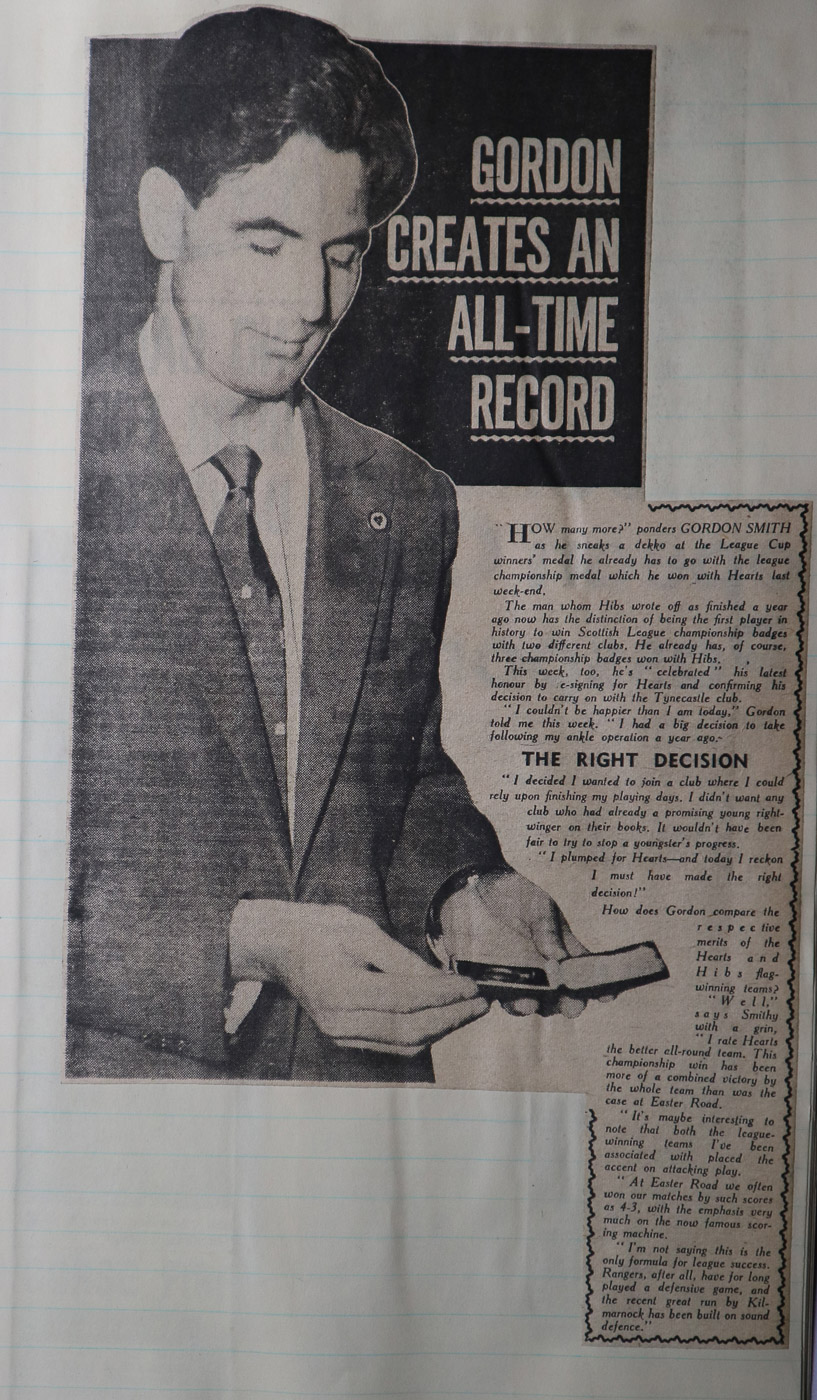 GORDON
CREATES AN
ALL-TIME
RECORD
"HOW many more?" ponders GORDON SMITH
as he sneaks a dekko at the League Cup
winners' medal he already has to go with the league
championship medal which he won with Hearts last
week-end.
The man whom Hibs wrote off as finished a year
ago now has the distinction of being the first player in
history to win Scottish League championship badges
with two different clubs. He already has, of course,
three championship badges won with Hibs.
This week, too, he's "celebrated" his latest
honour by e-signing for Hearts and confirming his
decision to carry on with the Tynecastle club.
"I couldn't be happier than I am today," Gordon
told me this week. "I had a big decision to take
following my ankle operation a year ago.
THE RIGHT DECISION
"I decided I wanted to join a club where I could
rely upon finishing my playing days. I didn't want any
club who had already a promising young right-
winger on their books. It wouldn't have been
fair to try to stop a youngster's progress.
"I plumped for Hearts—and today I reckon
I must have made the right
decision!"
How does Gordon compare the
respective
merits of the
Hearts and
Hibs flag-
winning teams?
"Well,"
says Smithy
with a grin,
"I rate Hearts
the better all-round team. This
championship win has been
more of a combined victory by
the whole team than was the
case at Easter Road.
"It's maybe interesting to
note that both the league-
winning teams I've been
associated with placed the
accent on attacking play.
"At Easter Road we often
won our matches by such scores
as 4-3, with the emphasis very
much on the now famous scor-
ing machine.
"I'm not saying this is the
only formula for league success.
Rangers, after all, have for long
played a defensive game, and
the recent great run by Kil-
marnock has been built on sound
defence."